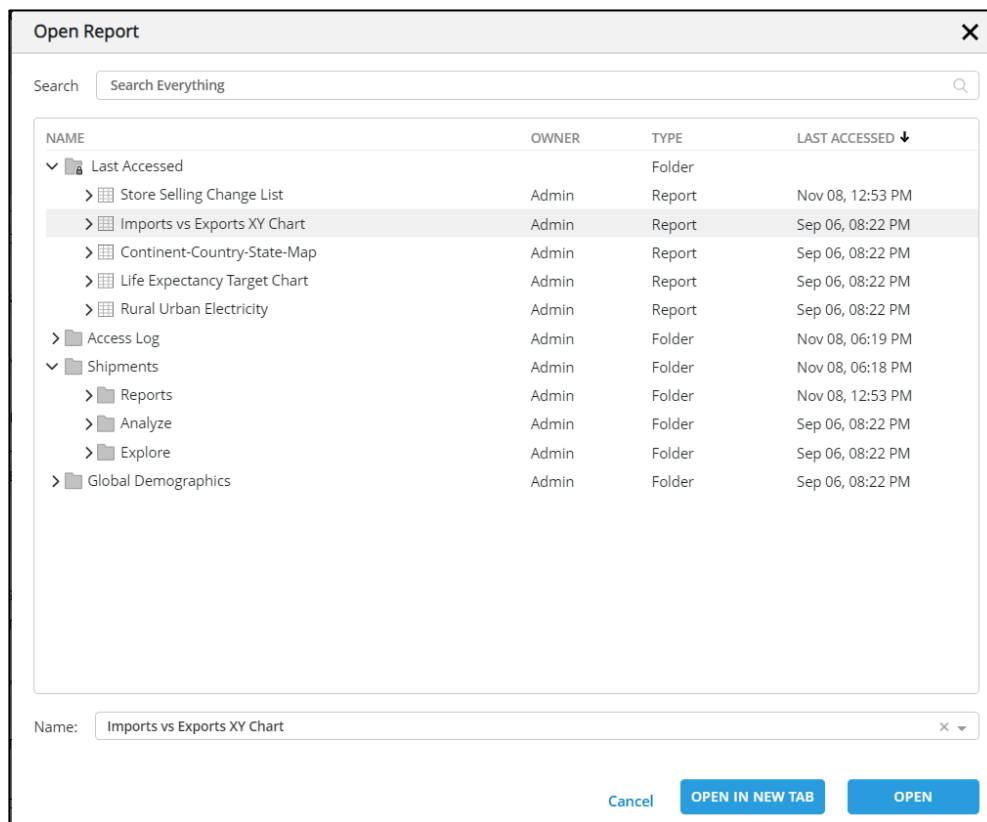 Open Report
Search Search Everything
NAME OWNER TYPE LAST ACCESSED
Last Accessed Folder
Store Selling Change List Admin Report Nov 08, 12:53 PM
Imports vs Exports XY Chart Admin Report Sep 06, 08:22 PM
Continent-Country-State-Map Admin Report Sep 06, 08:22 PM
Life Expectancy Target Chart Admin Report Sep 06, 08:22 PM
Rural Urban Electricity Admin Report Sep 06, 08:22 PM
Access Log Admin Folder Nov 08, 06:19 PM
Shipments Admin Folder Nov 08, 06:18 PM
Reports Admin Folder Nov 08, 12:53 PM
Analyze Admin Folder Sep 06, 08:22 PM
Explore Admin Folder Sep 06, 08:22 PM
Global Demographics Admin Folder Sep 06, 08:22 PM
Name: Imports vs Exports XY Chart
Cancel OPEN IN NEW TAB OPEN